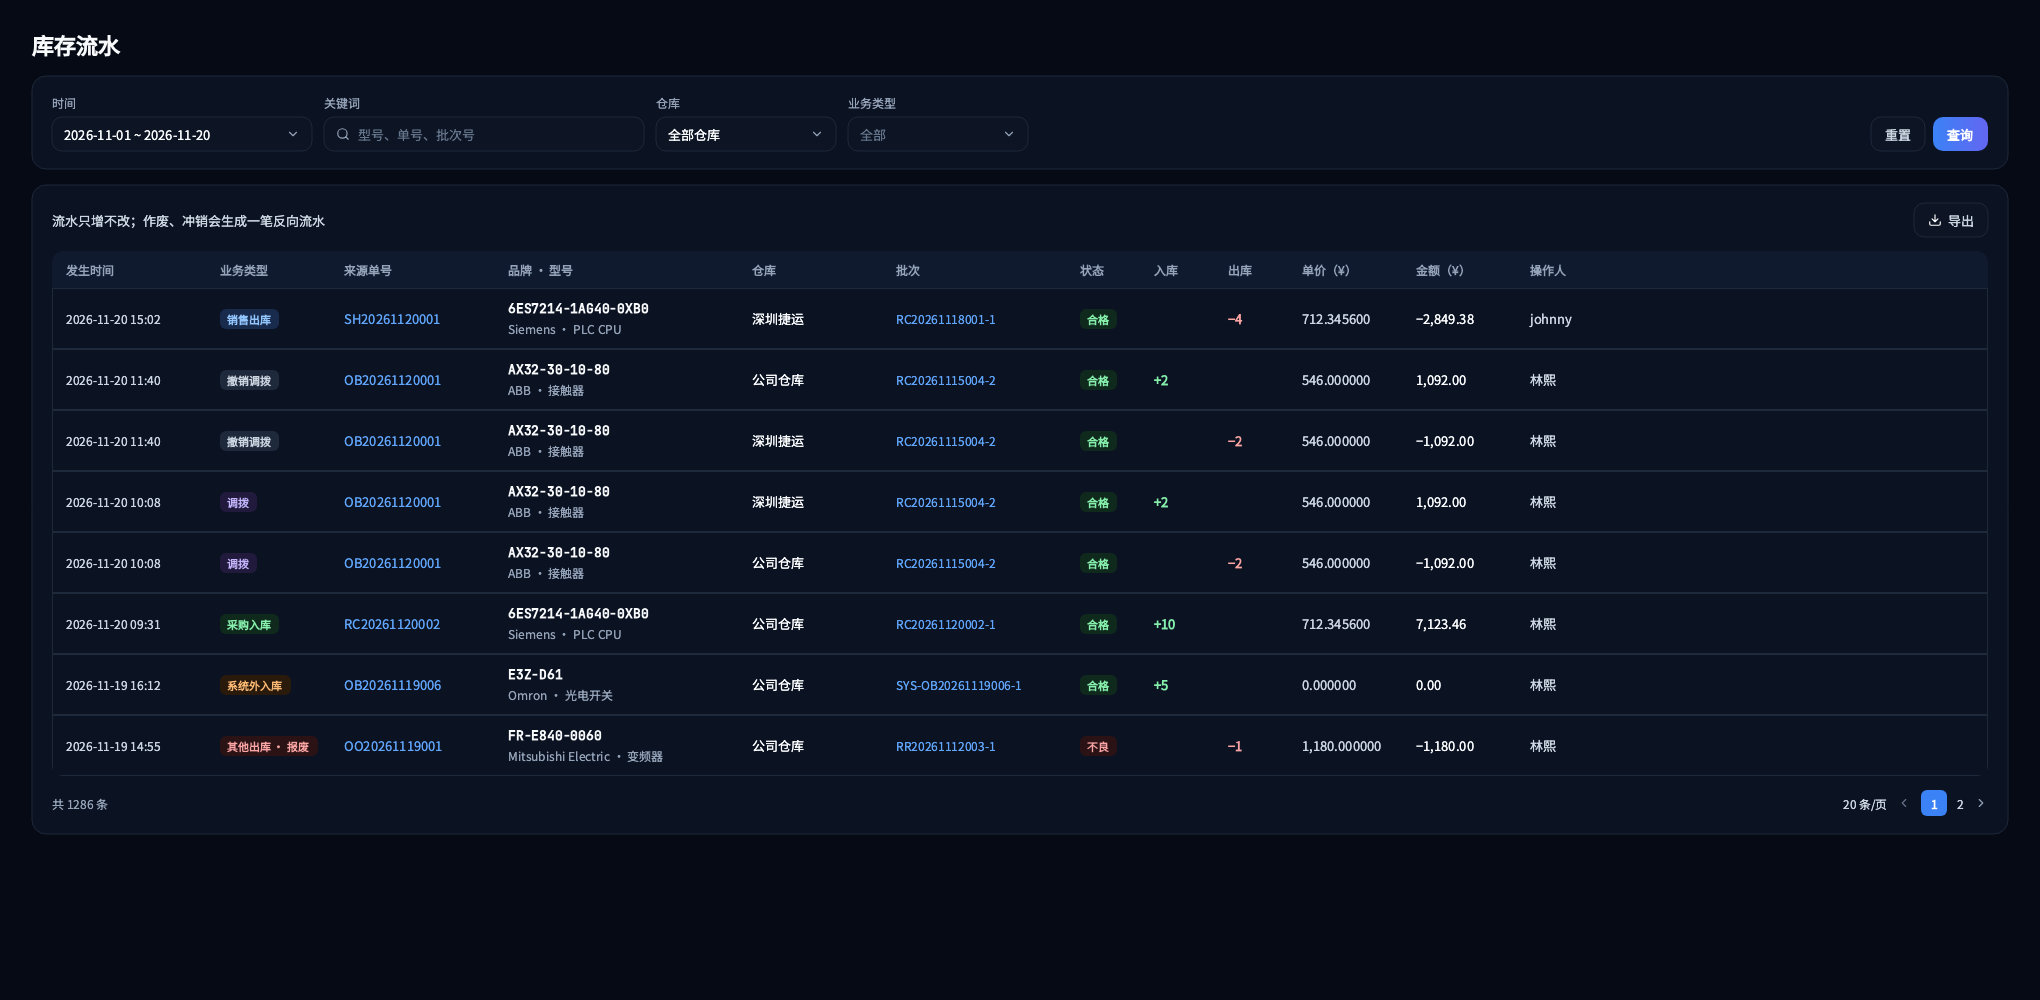 库存流水
时间 关键词 仓库 业务类型
2026-11-01 ~ 2026-11-20 型号、单号、批次号 全部仓库 全部 重置 查询
流水只增不改；作废、冲销会生成一笔反向流水 导出
发生时间 业务类型 来源单号 品牌 · 型号 仓库 批次 状态 入库 出库 单价 (¥) 金额 (¥) 操作人
2026-11-20 15:02 销售出库 SH20261120001 6ES7214-1AG40-0XB0 深圳捷运 RC20261118001-1 合格 −4 712.345600 −2,849.38 johnny
Siemens · PLC CPU
2026-11-20 11:40 撤销调拨 OB20261120001 AX32-30-10-80 公司仓库 RC20261115004-2 合格 +2 546.000000 1,092.00 林熙
ABB · 接触器
2026-11-20 11:40 撤销调拨 OB20261120001 AX32-30-10-80 深圳捷运 RC20261115004-2 合格 −2 546.000000 −1,092.00 林熙
ABB · 接触器
2026-11-20 10:08 调拨 OB20261120001 AX32-30-10-80 深圳捷运 RC20261115004-2 合格 +2 546.000000 1,092.00 林熙
ABB · 接触器
2026-11-20 10:08 调拨 OB20261120001 AX32-30-10-80 公司仓库 RC20261115004-2 合格 −2 546.000000 −1,092.00 林熙
ABB · 接触器
2026-11-20 09:31 采购入库 RC20261120002 6ES7214-1AG40-0XB0 公司仓库 RC20261120002-1 合格 +10 712.345600 7,123.46 林熙
Siemens · PLC CPU
2026-11-19 16:12 系统外入库 OB20261119006 E3Z-D61 公司仓库 SYS-OB20261119006-1 合格 +5 0.000000 0.00 林熙
Omron · 光电开关
2026-11-19 14:55 其他出库 · 报废 OO20261119001 FR-E840-0060 公司仓库 RR20261112003-1 不良 −1 1,180.000000 −1,180.00 林熙
Mitsubishi Electric · 变频器
共 1286 条 20 条/页 1 2